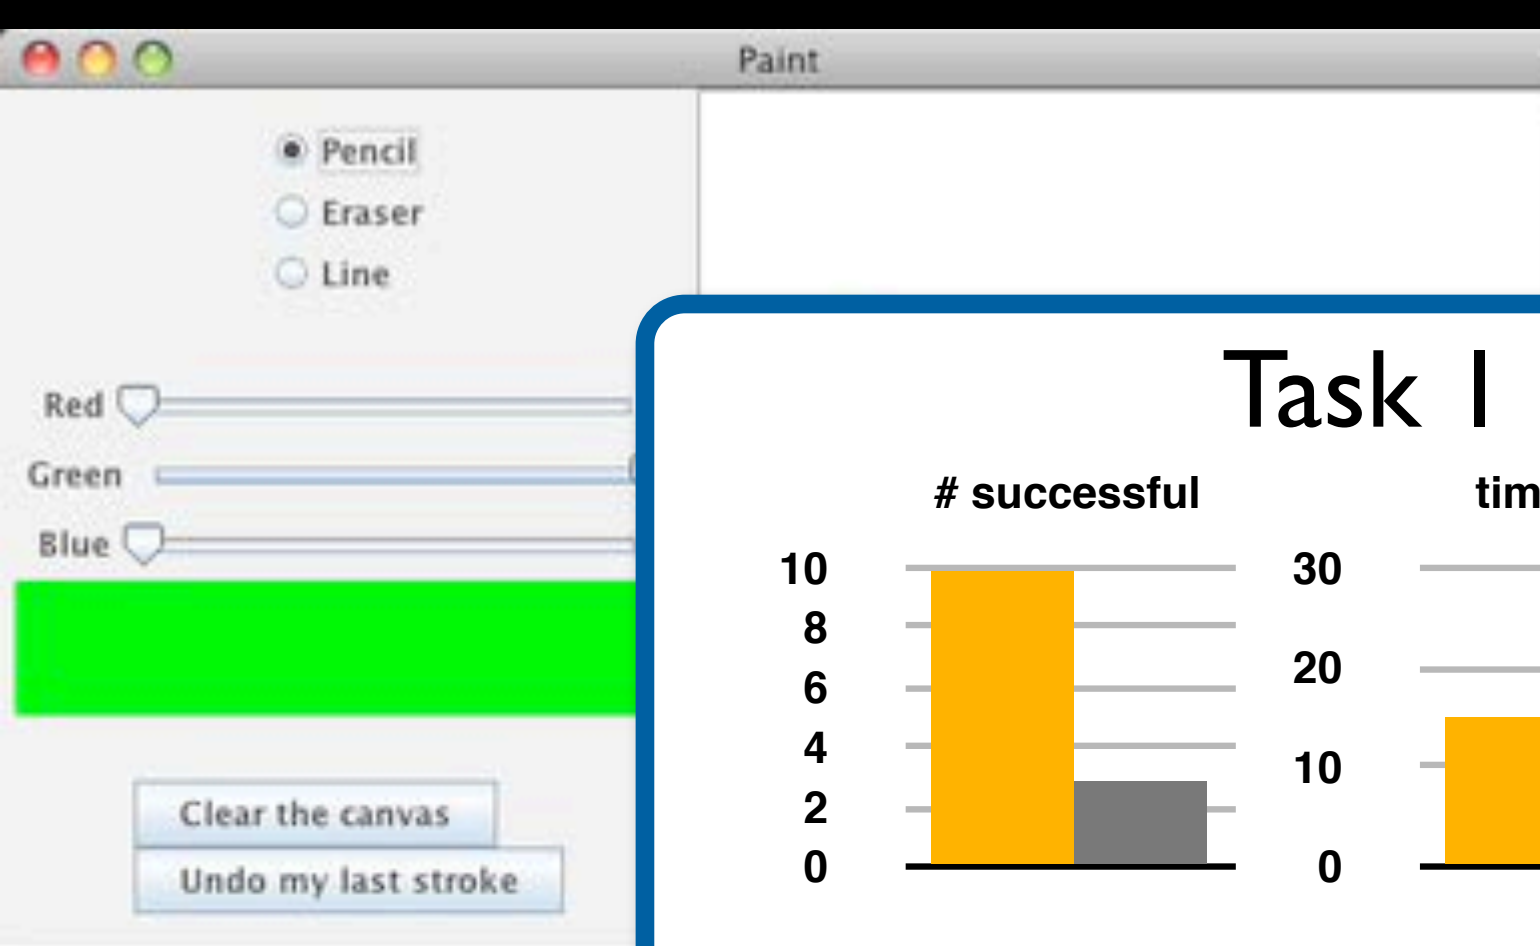 Paint
Pencil
Eraser
Line
Red
Green
Blue
Clear the canvas
Undo my last stroke
Task 1
# successful
10
8
6
4
2
0
tim
30
20
10
0